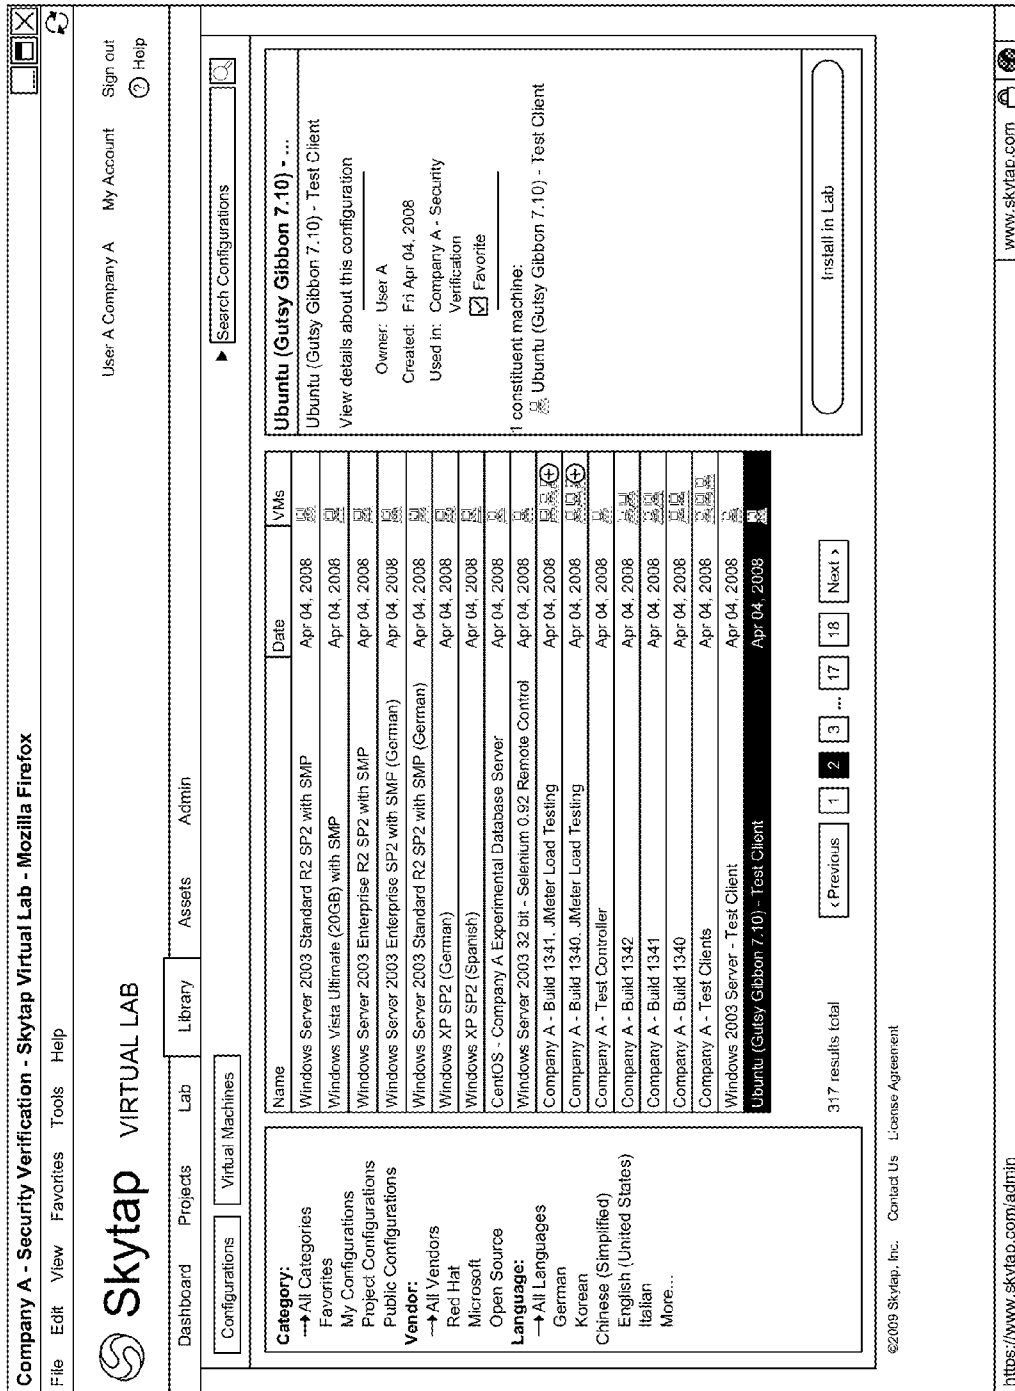 Company A - Security Verification - Skytap Virtual Lab - Mozilla Firefox
File Edit View Favorites Tools Help
Skytap VIRTUAL LAB
User A Company A My Account Sign out
? Help
Dashboard Projects Lab Library Assets Admin
Configurations Virtual Machines
Search Configurations
Category:
All Categories
Favorites
My Configurations
Project Configurations
Public Configurations
Vendor:
All Vendors
Red Hat
Microsoft
Open Source
Language:
All Languages
German
Korean
Chinese (Simplified)
English (United States)
Italian
More...
Name Date VMs
Windows Server 2003 Standard R2 SP2 with SMP Apr 04, 2008
Windows Vista Ultimate (20GB) with SMP Apr 04, 2008
Windows Server 2003 Enterprise R2 SP2 with SMP Apr 04, 2008
Windows Server 2003 Enterprise SP2 with SMP (German) Apr 04, 2008
Windows Server 2003 Standard R2 SP2 with SMP (German) Apr 04, 2008
Windows XP SP2 (German) Apr 04, 2008
Windows XP SP2 (Spanish) Apr 04, 2008
CentOS - Company A Experimental Database Server Apr 04, 2008
Windows Server 2003 32 bit - Selenium 0.92 Remote Control Apr 04, 2008
Company A - Build 1341. JMeter Load Testing Apr 04, 2008
Company A - Build 1340. JMeter Load Testing Apr 04, 2008
Company A - Test Controller Apr 04, 2008
Company A - Build 1342 Apr 04, 2008
Company A - Build 1341 Apr 04, 2008
Company A - Build 1340 Apr 04, 2008
Company A - Test Clients Apr 04, 2008
Windows 2003 Server - Test Client Apr 04, 2008
Ubuntu (Gutsy Gibbon 7.10) - Test Client Apr 04, 2008
317 results total ‹ Previous 1 2 3 ... 17 18 Next ›
Ubuntu (Gutsy Gibbon 7.10) - ...
Ubuntu (Gutsy Gibbon 7.10) - Test Client
View details about this configuration
Owner: User A
Created: Fri Apr 04, 2008
Used in: Company A - Security
Verification
Favorite
1 constituent machine:
Ubuntu (Gutsy Gibbon 7.10) - Test Client
Install in Lab
©2009 Skytap, Inc. Contact Us License Agreement
https://www.skytap.com/admin www.skytap.com